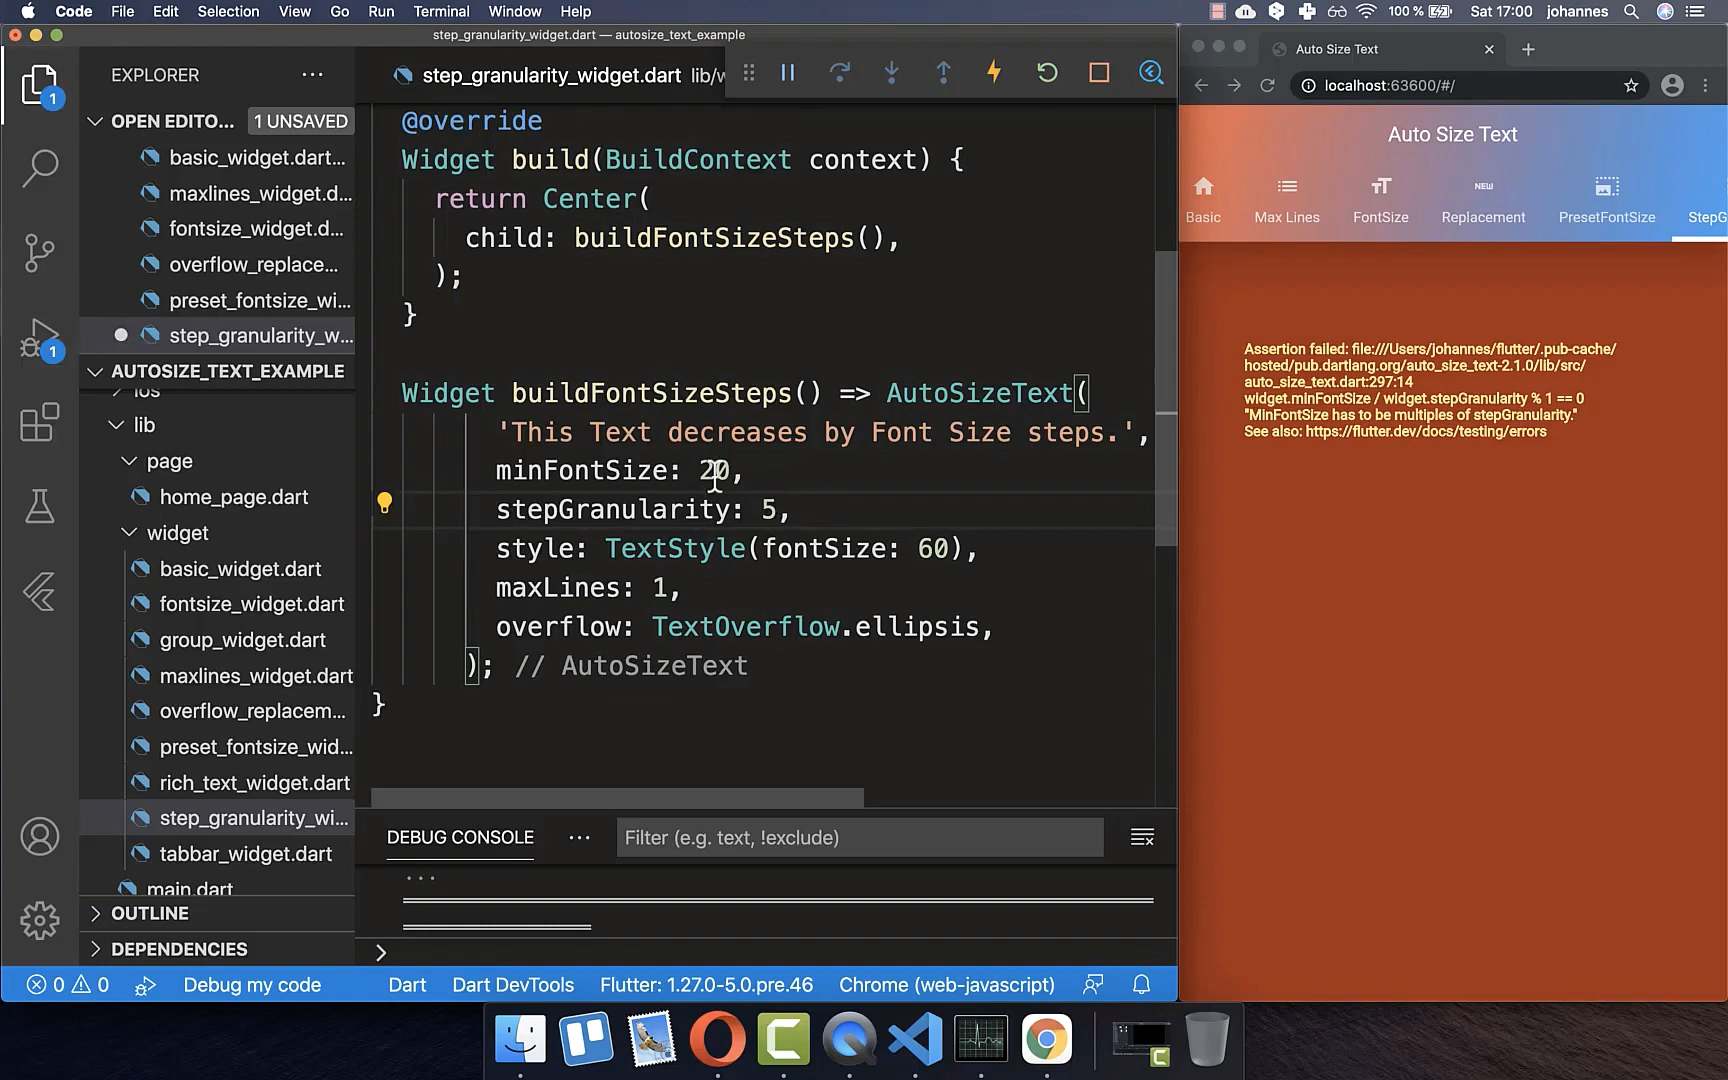 Code File Edit Selection View Go Run Terminal Window Help
100 % Sat 17:00 johannes
step_granularity_widget.dart — autosize_text_example
EXPLORER
OPEN EDITO... 1 UNSAVED
basic_widget.dart...
maxlines_widget.d...
fontsize_widget.d...
overflow_replace...
preset_fontsize_wi...
step_granularity_w...
AUTOSIZE_TEXT_EXAMPLE
ios
lib
page
home_page.dart
widget
basic_widget.dart
fontsize_widget.dart
group_widget.dart
maxlines_widget.dart
overflow_replacem...
preset_fontsize_wid...
rich_text_widget.dart
step_granularity_wi...
tabbar_widget.dart
main.dart
OUTLINE
DEPENDENCIES
1
1
step_granularity_widget.dart lib/w
@override
Widget build(BuildContext context) {
return Center(
child: buildFontSizeSteps(),
);
}
Widget buildFontSizeSteps() => AutoSizeText(
'This Text decreases by Font Size steps.',
minFontSize: 20,
stepGranularity: 5,
style: TextStyle(fontSize: 60),
maxLines: 1,
overflow: TextOverflow.ellipsis,
); // AutoSizeText
}
DEBUG CONSOLE ... Filter (e.g. text, !exclude)
...
>
0 0 Debug my code Dart Dart DevTools Flutter: 1.27.0-5.0.pre.46 Chrome (web-javascript)
Auto Size Text
localhost:63600/#/
Auto Size Text
NEW
Basic Max Lines FontSize Replacement PresetFontSize StepG
Assertion failed: file:///Users/johannes/flutter/.pub-cache/
hosted/pub.dartlang.org/auto_size_text-2.1.0/lib/src/
auto_size_text.dart:297:14
widget.minFontSize / widget.stepGranularity % 1 == 0
"MinFontSize has to be multiples of stepGranularity."
See also: https://flutter.dev/docs/testing/errors